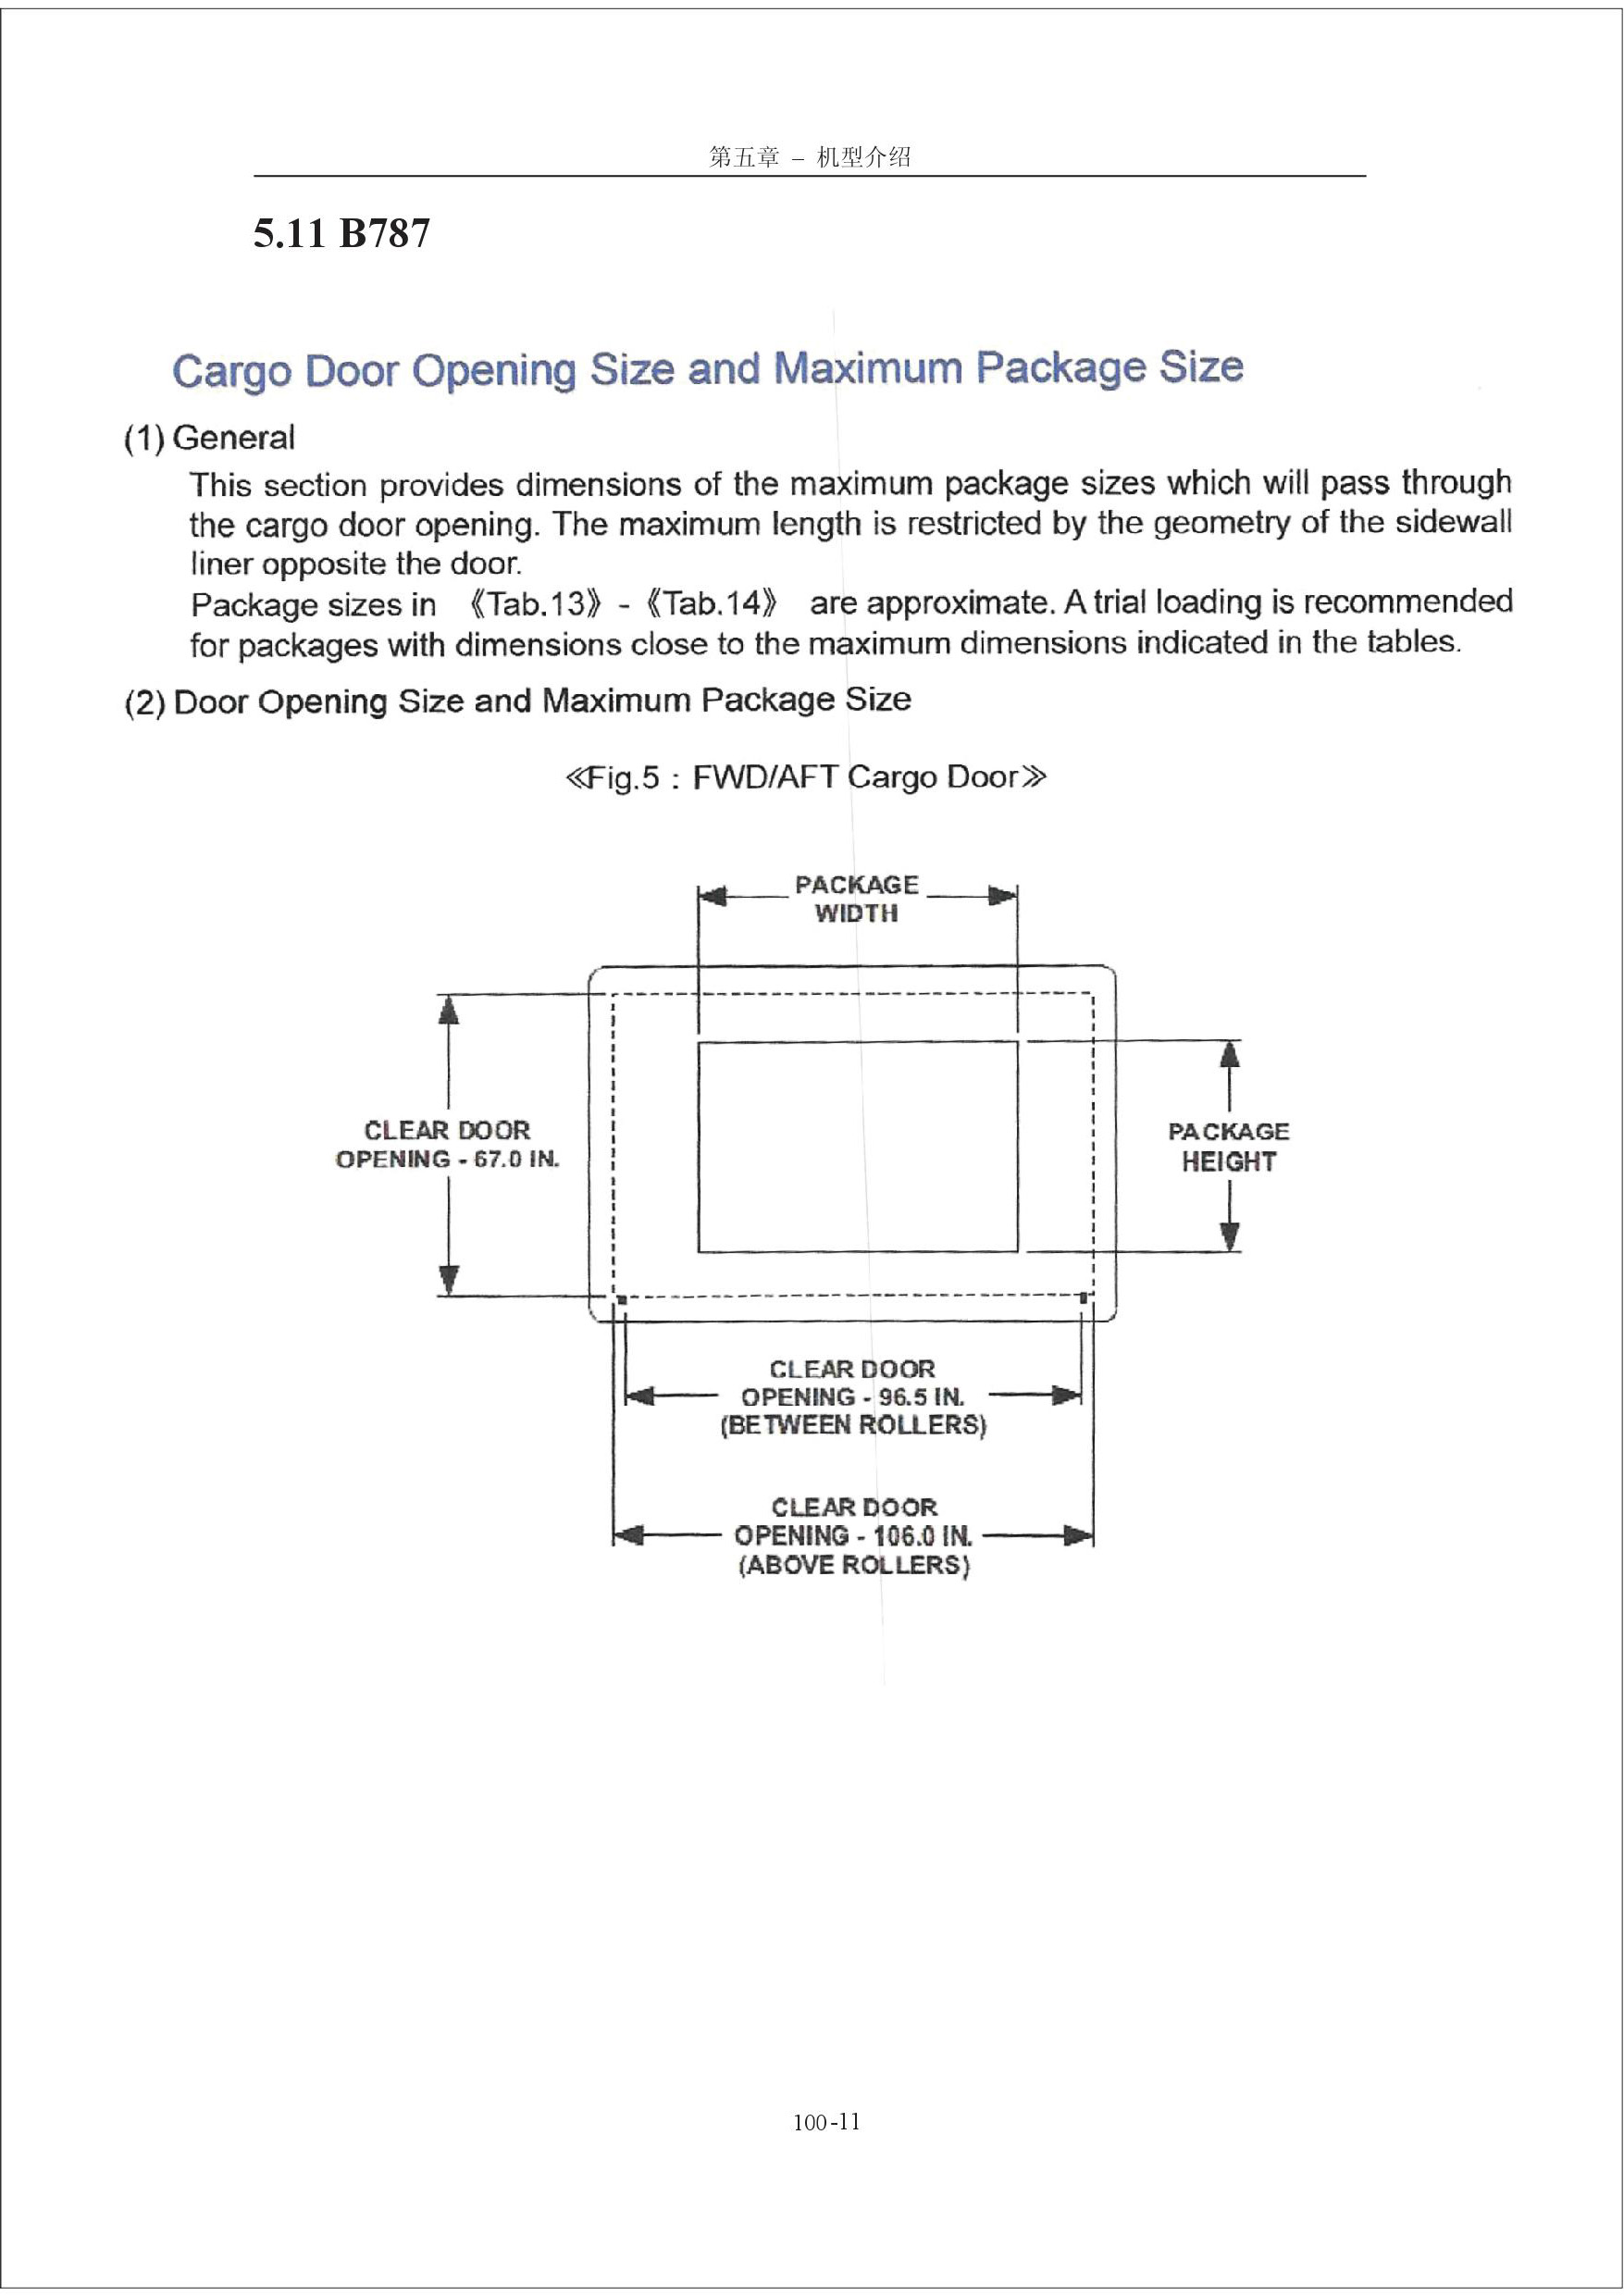 第五章 – 机型介绍
5.11 B787
Cargo Door Opening Size and Maximum Package Size
(1) General
This section provides dimensions of the maximum package sizes which will pass through
the cargo door opening. The maximum length is restricted by the geometry of the sidewall
liner opposite the door.
Package sizes in 《Tab.13》 - 《Tab.14》 are approximate. A trial loading is recommended
for packages with dimensions close to the maximum dimensions indicated in the tables.
(2) Door Opening Size and Maximum Package Size
≪Fig.5 : FWD/AFT Cargo Door≫
PACKAGE
WIDTH
CLEAR DOOR
OPENING - 67.0 IN.
PACKAGE
HEIGHT
CLEAR DOOR
OPENING - 96.5 IN.
(BETWEEN ROLLERS)
CLEAR DOOR
OPENING - 106.0 IN.
(ABOVE ROLLERS)
100-11